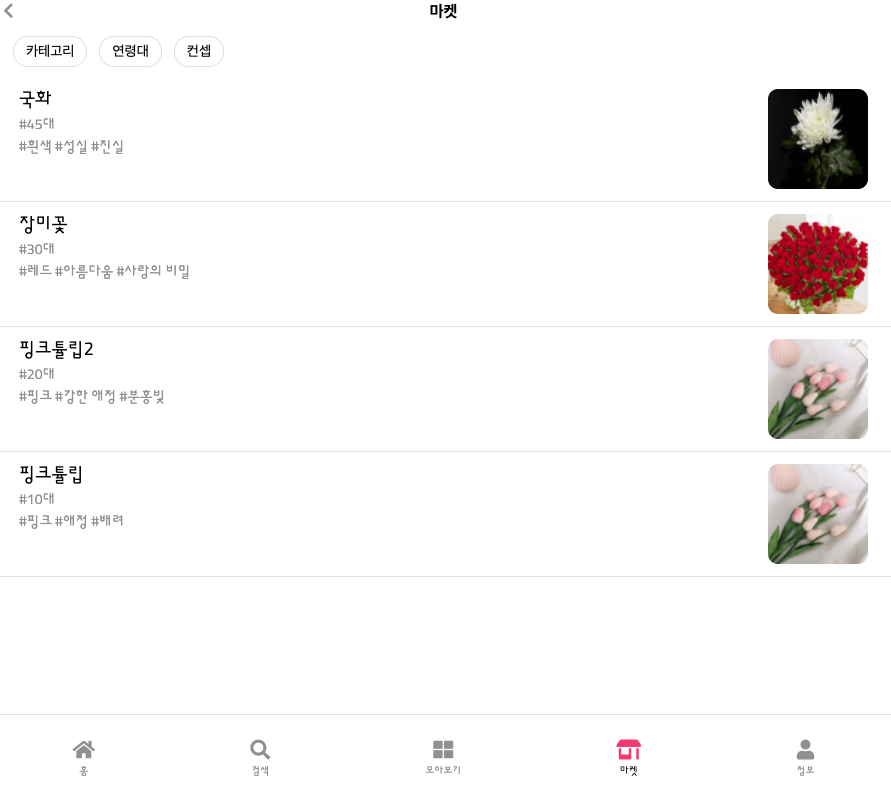 마켓
카테고리 연령대 컨셉
국화
#45대
#흰색 #성실 #진실
장미꽃
#30대
#레드 #아름다움 #사랑의 비밀
핑크튤립2
#20대
#핑크 #강한 애정 #분홍빛
핑크튤립
#10대
#핑크 #애정 #배려
홈 검색 모아보기 마켓 정보